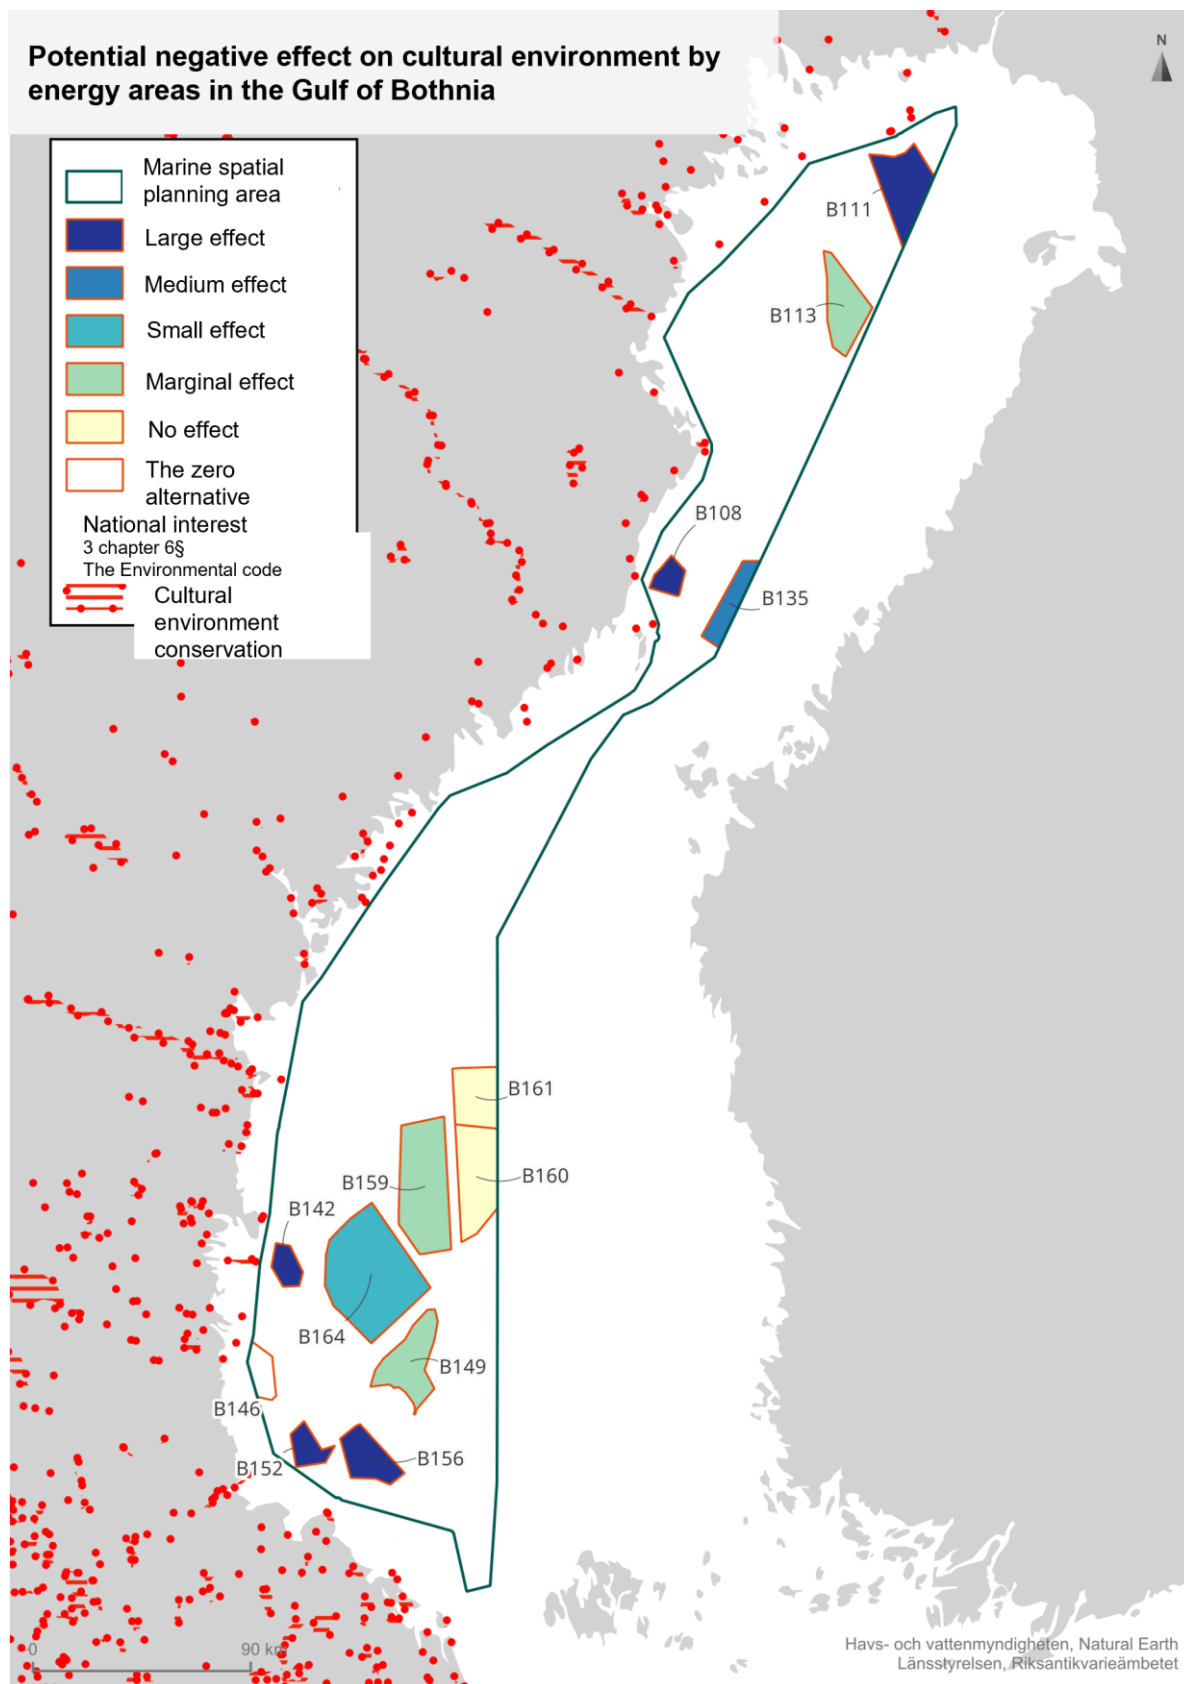 Potential negative effect on cultural environment by
energy areas in the Gulf of Bothnia
N
Marine spatial
planning area
Large effect
Medium effect
Small effect
Marginal effect
No effect
The zero
alternative
National interest
3 chapter 6§
The Environmental code
Cultural
environment
conservation
B111
B113
B108
B135
B161
B160
B159
B142
B164
B149
B146
B156
B152
0
90 km
Havs- och vattenmyndigheten, Natural Earth
Länsstyrelsen, Riksantikvarieämbetet